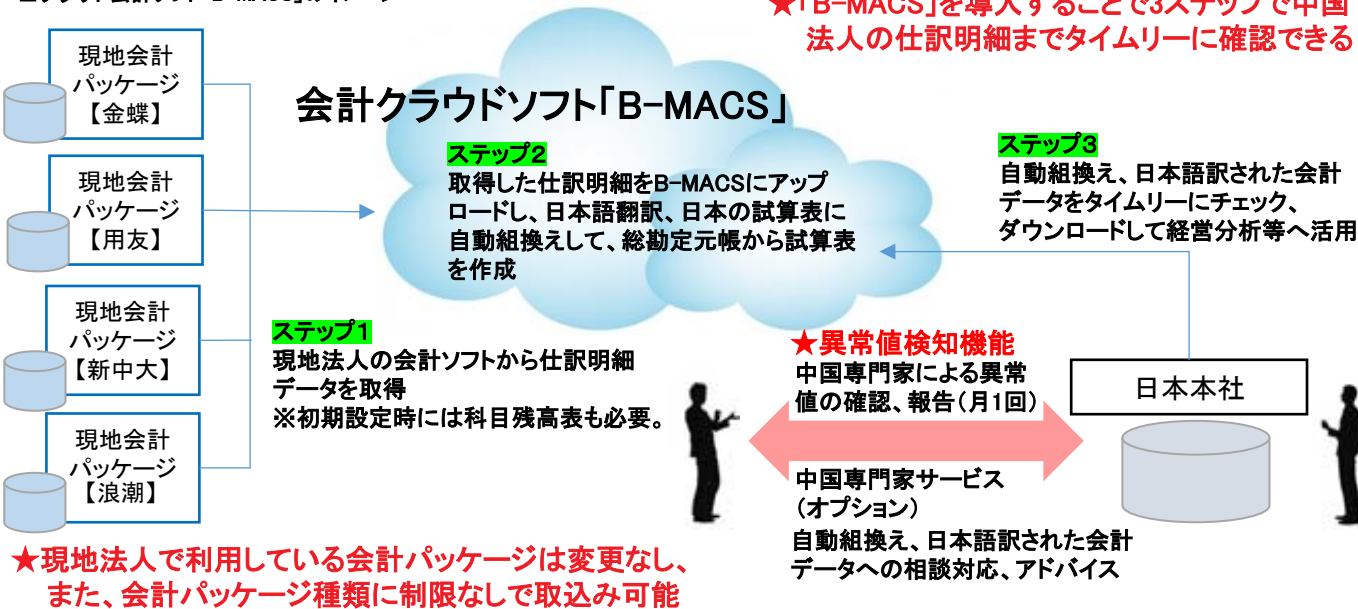 ★「B-MACS」を導入することで3ステップで中国
法人の仕訳明細までタイムリーに確認できる
現地会計
パッケージ
【金蝶】
現地会計
パッケージ
【用友】
現地会計
パッケージ
【新中大】
現地会計
パッケージ
【浪潮】
会計クラウドソフト「B-MACS」
ステップ2
取得した仕訳明細をB-MACSにアップ
ロードし、日本語翻訳、日本の試算表に
自動組換えして、総勘定元帳から試算表
を作成
ステップ3
自動組換え、日本語訳された会計
データをタイムリーにチェック、
ダウンロードして経営分析等へ活用
ステップ1
現地法人の会計ソフトから仕訳明細
データを取得
※初期設定時には科目残高表も必要。
★異常値検知機能
中国専門家による異常
値の確認、報告(月1回)
日本本社
中国専門家サービス
(オプション)
自動組換え、日本語訳された会計
データへの相談対応、アドバイス
★現地法人で利用している会計パッケージは変更なし、
また、会計パッケージ種類に制限なしで取込み可能